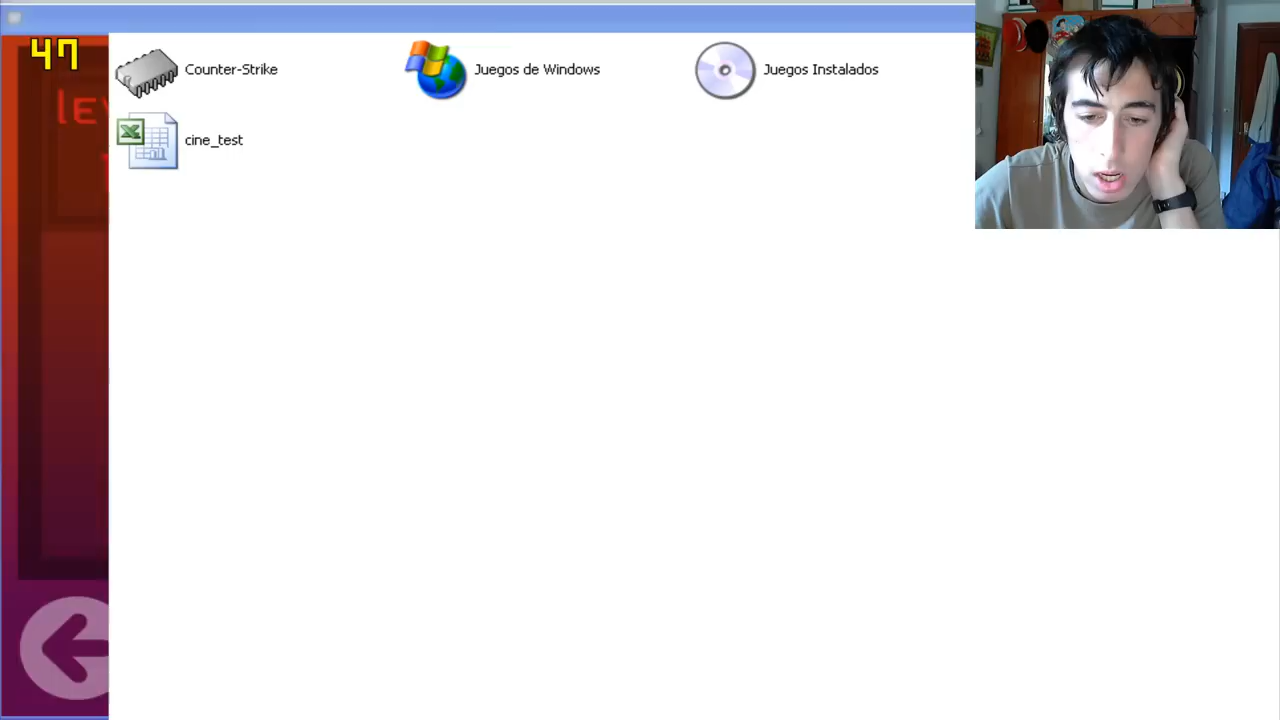 47
Counter-Strike
Juegos de Windows
Juegos Instalados
cine_test